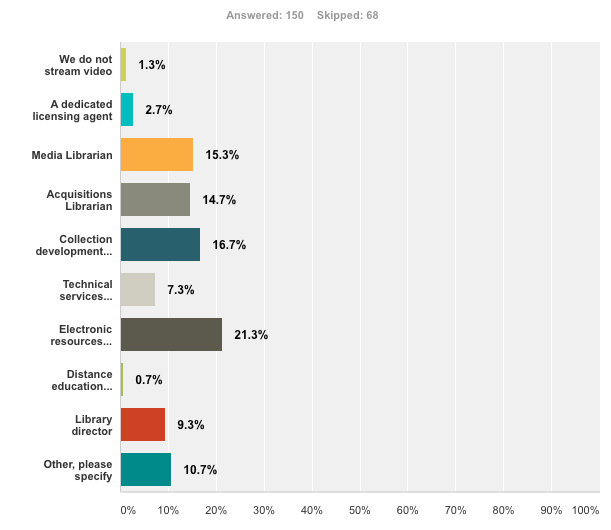 Answered: 150 Skipped: 68
We do not
stream video
1.3%
A dedicated
licensing agent
2.7%
Media Librarian
15.3%
Acquisitions
Librarian
14.7%
Collection
development...
16.7%
Technical
services...
7.3%
Electronic
resources...
21.3%
Distance
education...
0.7%
Library
director
9.3%
Other, please
specify
10.7%
0% 10% 20% 30% 40% 50% 60% 70% 80% 90% 100%